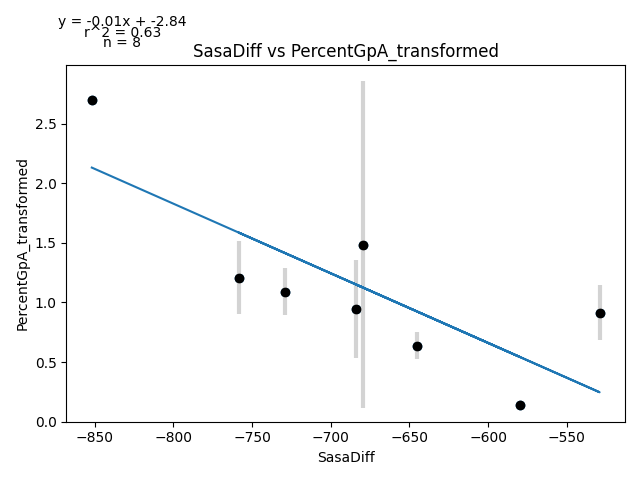 y = -0.01x + -2.84
r^2 = 0.63
n = 8
SasaDiff vs PercentGpA_transformed
PercentGpA_transformed
2.5
2.0
1.5
1.0
0.5
0.0
−850 −800 −750 −700 −650 −600 −550
SasaDiff